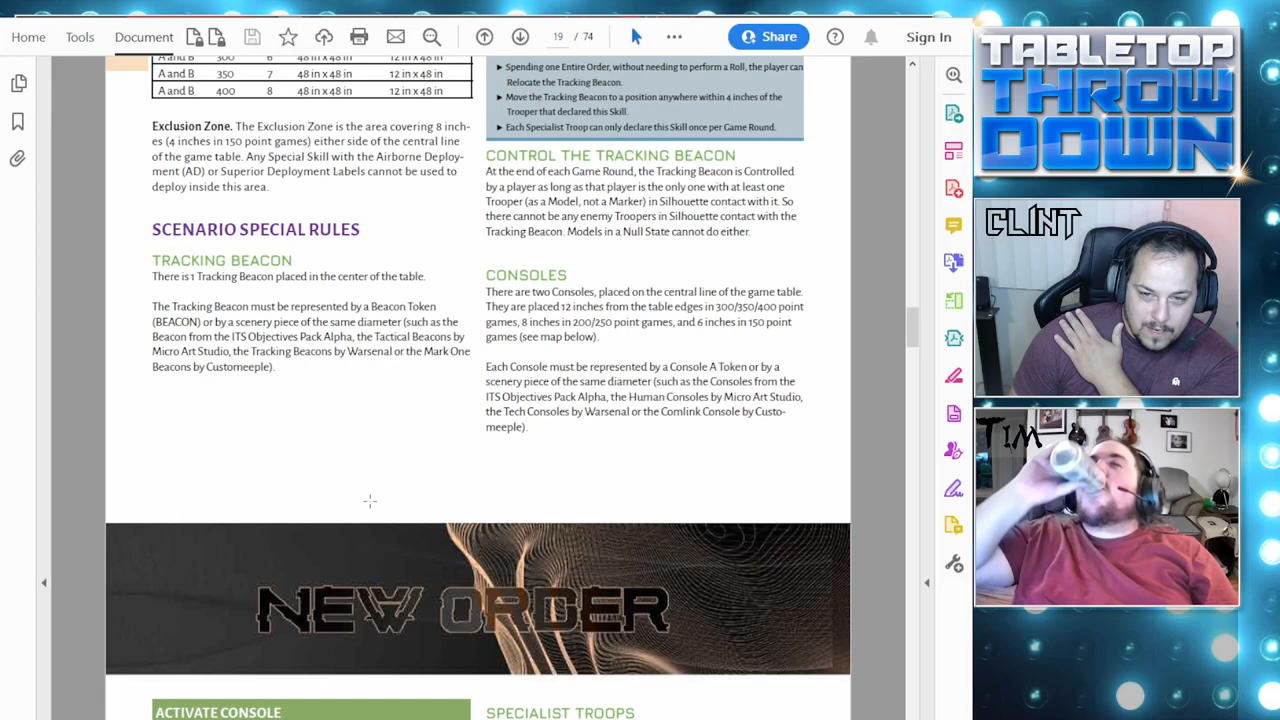 Home Tools Document 19 / 74 Share Sign In
A and B 300 6 48 in x 48 in 12 in x 48 in
A and B 350 7 48 in x 48 in 12 in x 48 in
A and B 400 8 48 in x 48 in 12 in x 48 in
Exclusion Zone. The Exclusion Zone is the area covering 8 inch-
es (4 inches in 150 point games) either side of the central line
of the game table. Any Special Skill with the Airborne Deploy-
ment (AD) or Superior Deployment Labels cannot be used to
deploy inside this area.
SCENARIO SPECIAL RULES
TRACKING BEACON
There is 1 Tracking Beacon placed in the center of the table.
The Tracking Beacon must be represented by a Beacon Token
(BEACON) or by a scenery piece of the same diameter (such as the
Beacon from the ITS Objectives Pack Alpha, the Tactical Beacons by
Micro Art Studio, the Tracking Beacons by Warsenal or the Mark One
Beacons by Customeeple).
► Spending one Entire Order, without needing to perform a Roll, the player can
Relocate the Tracking Beacon.
► Move the Tracking Beacon to a position anywhere within 4 inches of the
Trooper that declared this Skill.
► Each Specialist Troop can only declare this Skill once per Game Round.
CONTROL THE TRACKING BEACON
At the end of each Game Round, the Tracking Beacon is Controlled
by a player as long as that player is the only one with at least one
Trooper (as a Model, not a Marker) in Silhouette contact with it. So
there cannot be any enemy Troopers in Silhouette contact with the
Tracking Beacon. Models in a Null State cannot do either.
CONSOLES
There are two Consoles, placed on the central line of the game table.
They are placed 12 inches from the table edges in 300/350/400 point
games, 8 inches in 200/250 point games, and 6 inches in 150 point
games (see map below).
Each Console must be represented by a Console A Token or by a
scenery piece of the same diameter (such as the Consoles from the
ITS Objectives Pack Alpha, the Human Consoles by Micro Art Studio,
the Tech Consoles by Warsenal or the Comlink Console by Custo-
meeple).
NEW ORDER
ACTIVATE CONSOLE
SPECIALIST TROOPS
TABLETOP
THROW
DOWN
CLINT
TIM